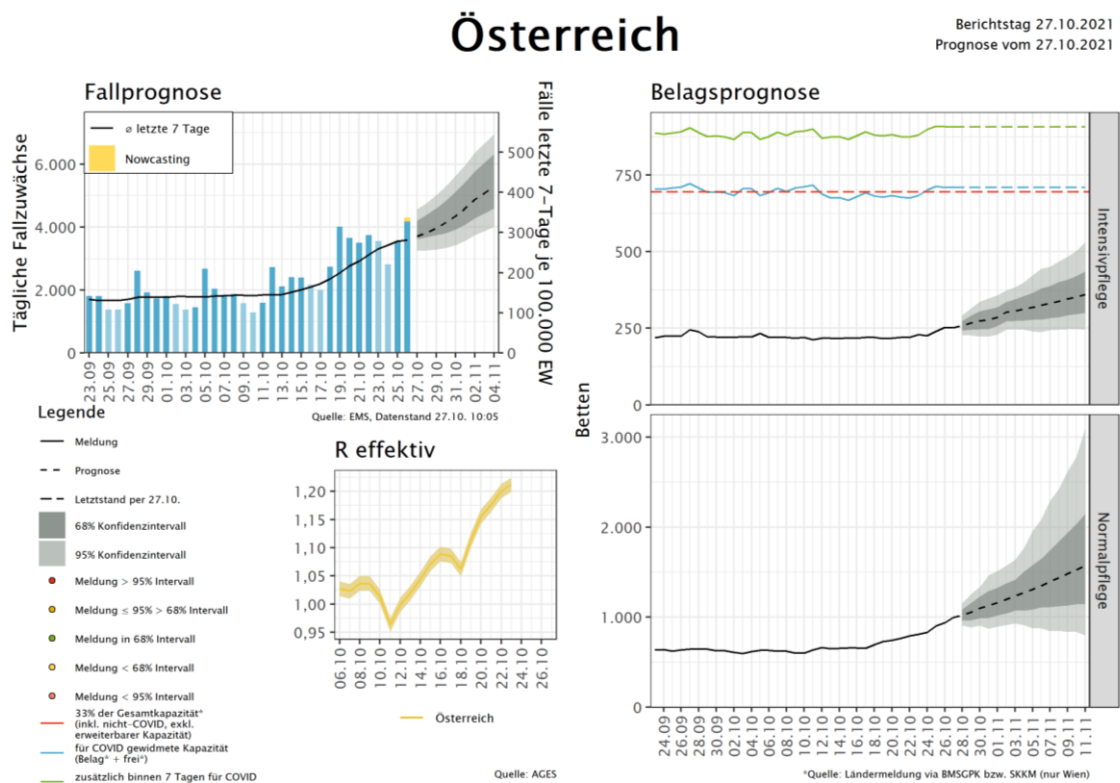 Österreich
Berichtstag 27.10.2021
Prognose vom 27.10.2021
Fallprognose
ø letzte 7 Tage
Nowcasting
Tägliche Fallzuwächse
6.000
4.000
2.000
0
Fälle letzte 7-Tage je 100.000 EW
500
400
300
200
100
0
23.09
25.09
27.09
29.09
01.10
03.10
05.10
07.10
09.10
11.10
13.10
15.10
17.10
19.10
21.10
23.10
25.10
27.10
29.10
31.10
02.11
04.11
Quelle: EMS, Datenstand 27.10. 10:05
Legende
Meldung
Prognose
Letztstand per 27.10.
68% Konfidenzintervall
95% Konfidenzintervall
Meldung > 95% Intervall
Meldung ≤ 95% > 68% Intervall
Meldung in 68% Intervall
Meldung < 68% Intervall
Meldung < 95% Intervall
33% der Gesamtkapazität*
(inkl. nicht-COVID, exkl.
erweiterbarer Kapazität)
für COVID gewidmete Kapazität
(Belag* + frei*)
zusätzlich binnen 7 Tagen für COVID
R effektiv
1,20
1,15
1,10
1,05
1,00
0,95
06.10
08.10
10.10
12.10
14.10
16.10
18.10
20.10
22.10
24.10
26.10
Österreich
Quelle: AGES
Belagsprognose
Betten
750
500
250
0
Intensivpflege
3.000
2.000
1.000
0
Normalpflege
24.09
26.09
28.09
30.09
02.10
04.10
06.10
08.10
10.10
12.10
14.10
16.10
18.10
20.10
22.10
24.10
26.10
28.10
30.10
01.11
03.11
05.11
07.11
09.11
11.11
*Quelle: Ländermeldung via BMSGPK bzw. SKKM (nur Wien)